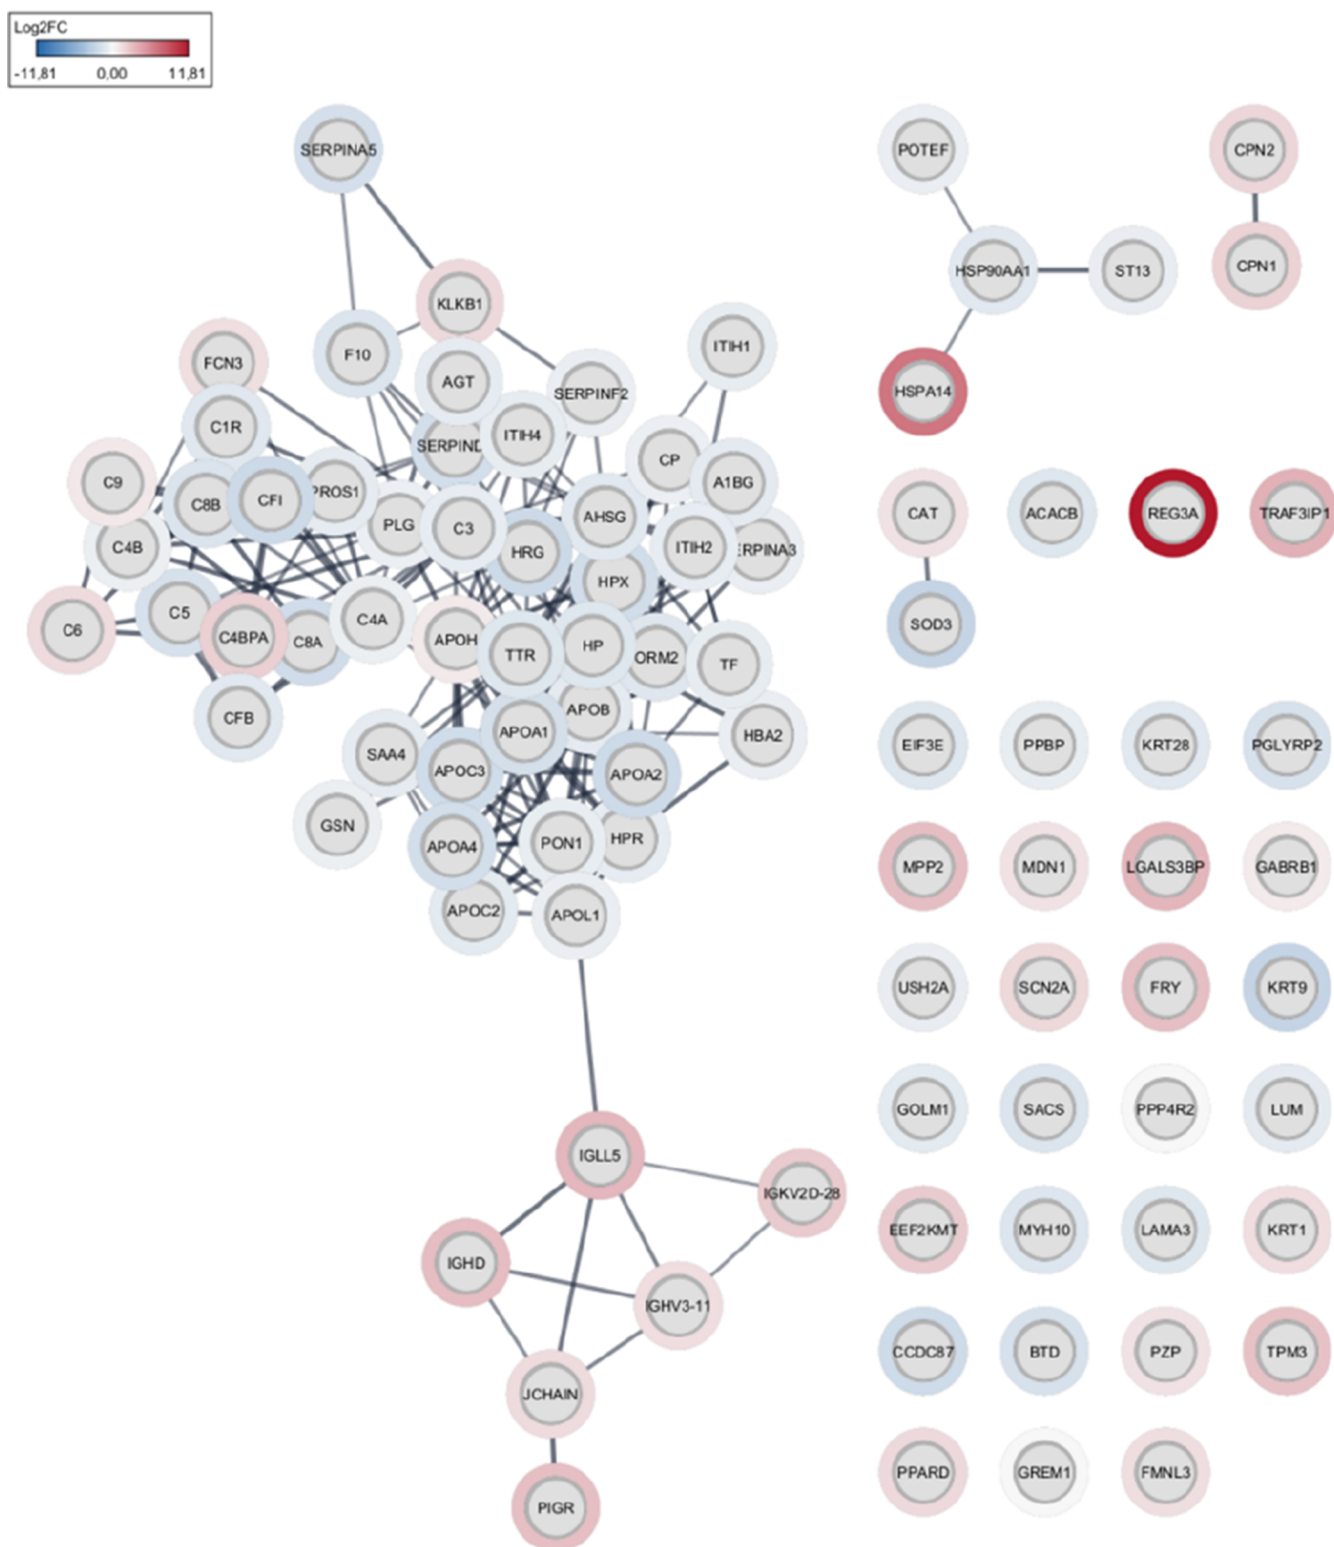 Log2FC
-11,81 0,00 11,81
SERPINA5
POTEF
CPN2
HSP90AA1
ST13
CPN1
KLKB1
ITIH1
F10
FCN3
AGT
SERPINF2
HSPA14
C1R
ITIH4
SERPIND
CP
C9
A1BG
C8B
CFI
PROS1
PLG
C3
AHSG
CAT
ACACB
REG3A
TRAF3IP1
C4B
HRG
ITIH2
ERPINA3
HPX
C5
C4A
C6
C4BPA
C8A
APOH
TTR
HP
ORM2
TF
SOD3
CFB
APOB
APOA1
HBA2
EIF3E
PPBP
KRT28
PGLYRP2
SAA4
APOC3
APOA2
GSN
APOA4
PON1
HPR
MPP2
MDN1
LGALS3BP
GABRB1
APOC2
APOL1
USH2A
SCN2A
FRY
KRT9
GOLM1
SACS
PPP4R2
LUM
IGLL5
IGKV2D-28
EEF2KMT
MYH10
LAMA3
KRT1
IGHD
IGHV3-11
CCDC87
BTD
PZP
TPM3
JCHAIN
PPARD
GREM1
FMNL3
PIGR